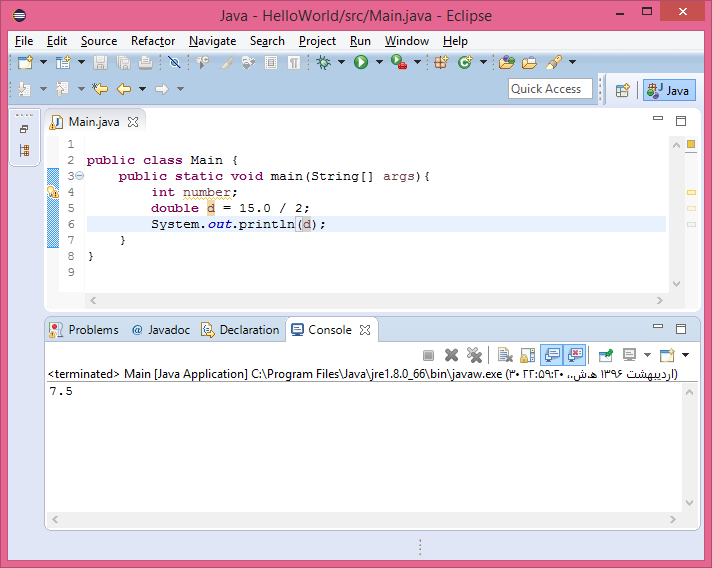 Java - HelloWorld/src/Main.java - Eclipse
File Edit Source Refactor Navigate Search Project Run Window Help
Quick Access
Java
Main.java
1
2 public class Main {
3 public static void main(String[] args){
4 int number;
5 double d = 15.0 / 2;
6 System.out.println(d);
7 }
8 }
9
Problems @ Javadoc Declaration Console
<terminated> Main [Java Application] C:\Program Files\Java\jre1.8.0_66\bin\javaw.exe (۳۰ اردیبهشت ۱۳۹۶ ه‍.ش.، ۲۲:۵۹:۲۰)
7.5